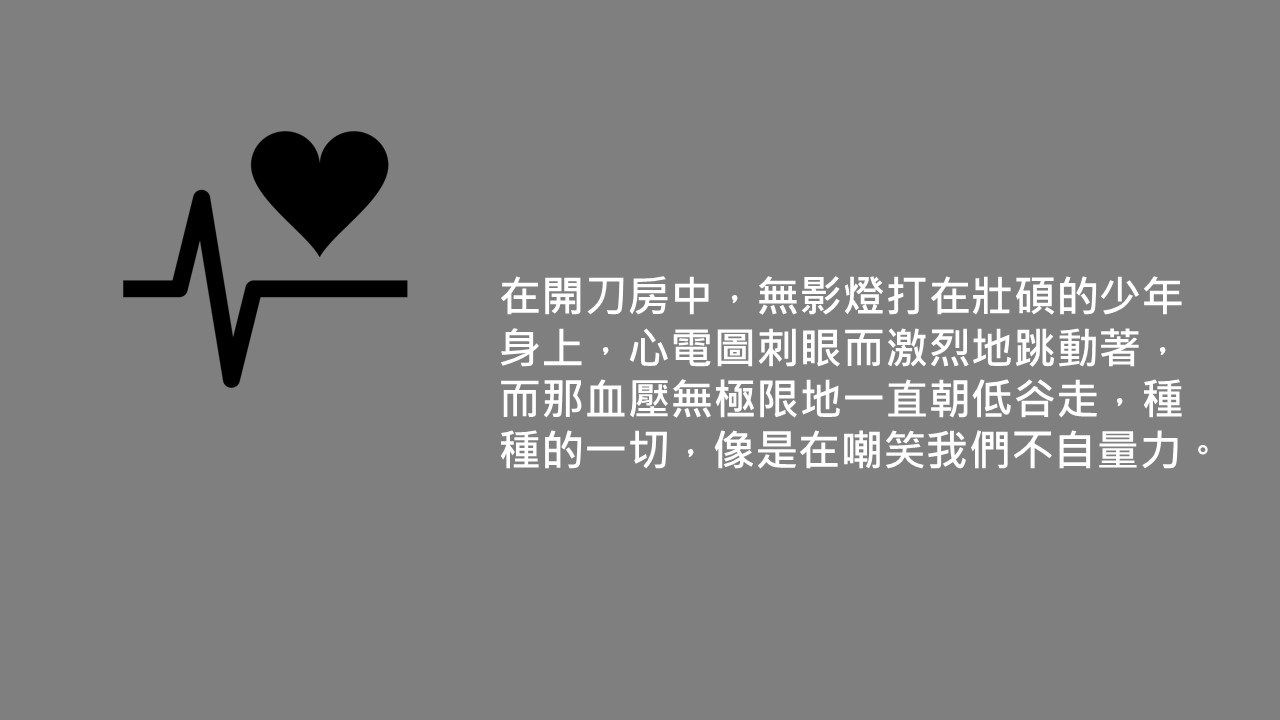 在開刀房中，無影燈打在壯碩的少年
身上，心電圖刺眼而激烈地跳動著，
而那血壓無極限地一直朝低谷走，種
種的一切，像是在嘲笑我們不自量力。